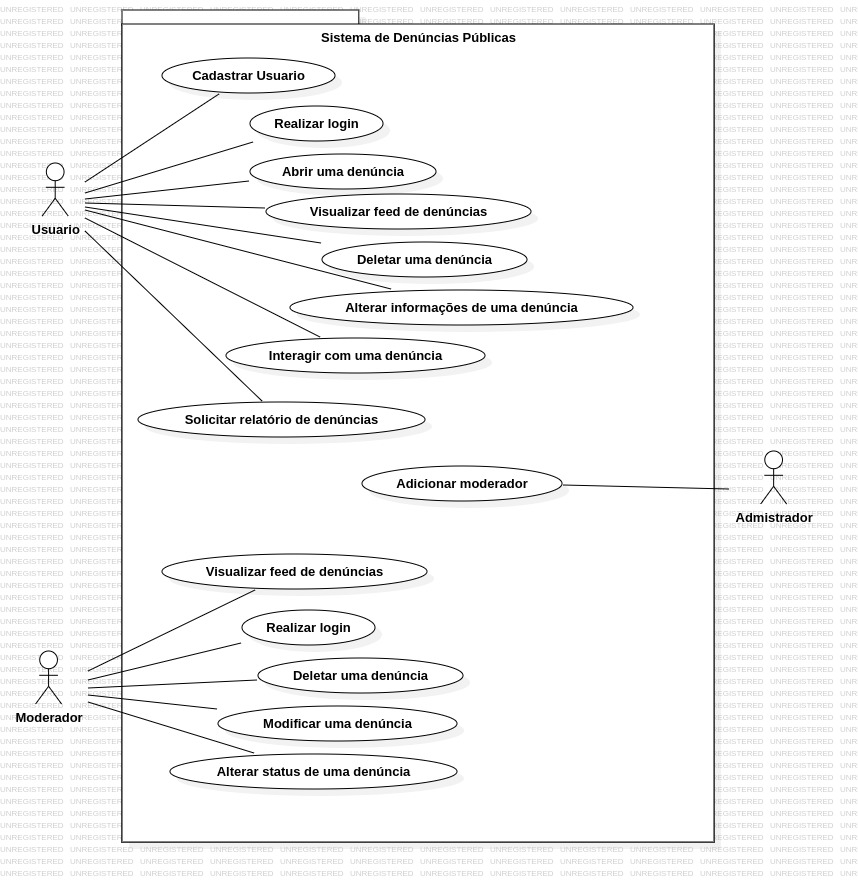 Sistema de Denúncias Públicas
Cadastrar Usuario
Realizar login
Abrir uma denúncia
Visualizar feed de denúncias
Usuario
Deletar uma denúncia
Alterar informações de uma denúncia
Interagir com uma denúncia
Solicitar relatório de denúncias
Adicionar moderador
Admistrador
Visualizar feed de denúncias
Realizar login
Deletar uma denúncia
Moderador
Modificar uma denúncia
Alterar status de uma denúncia
UNREGISTERED